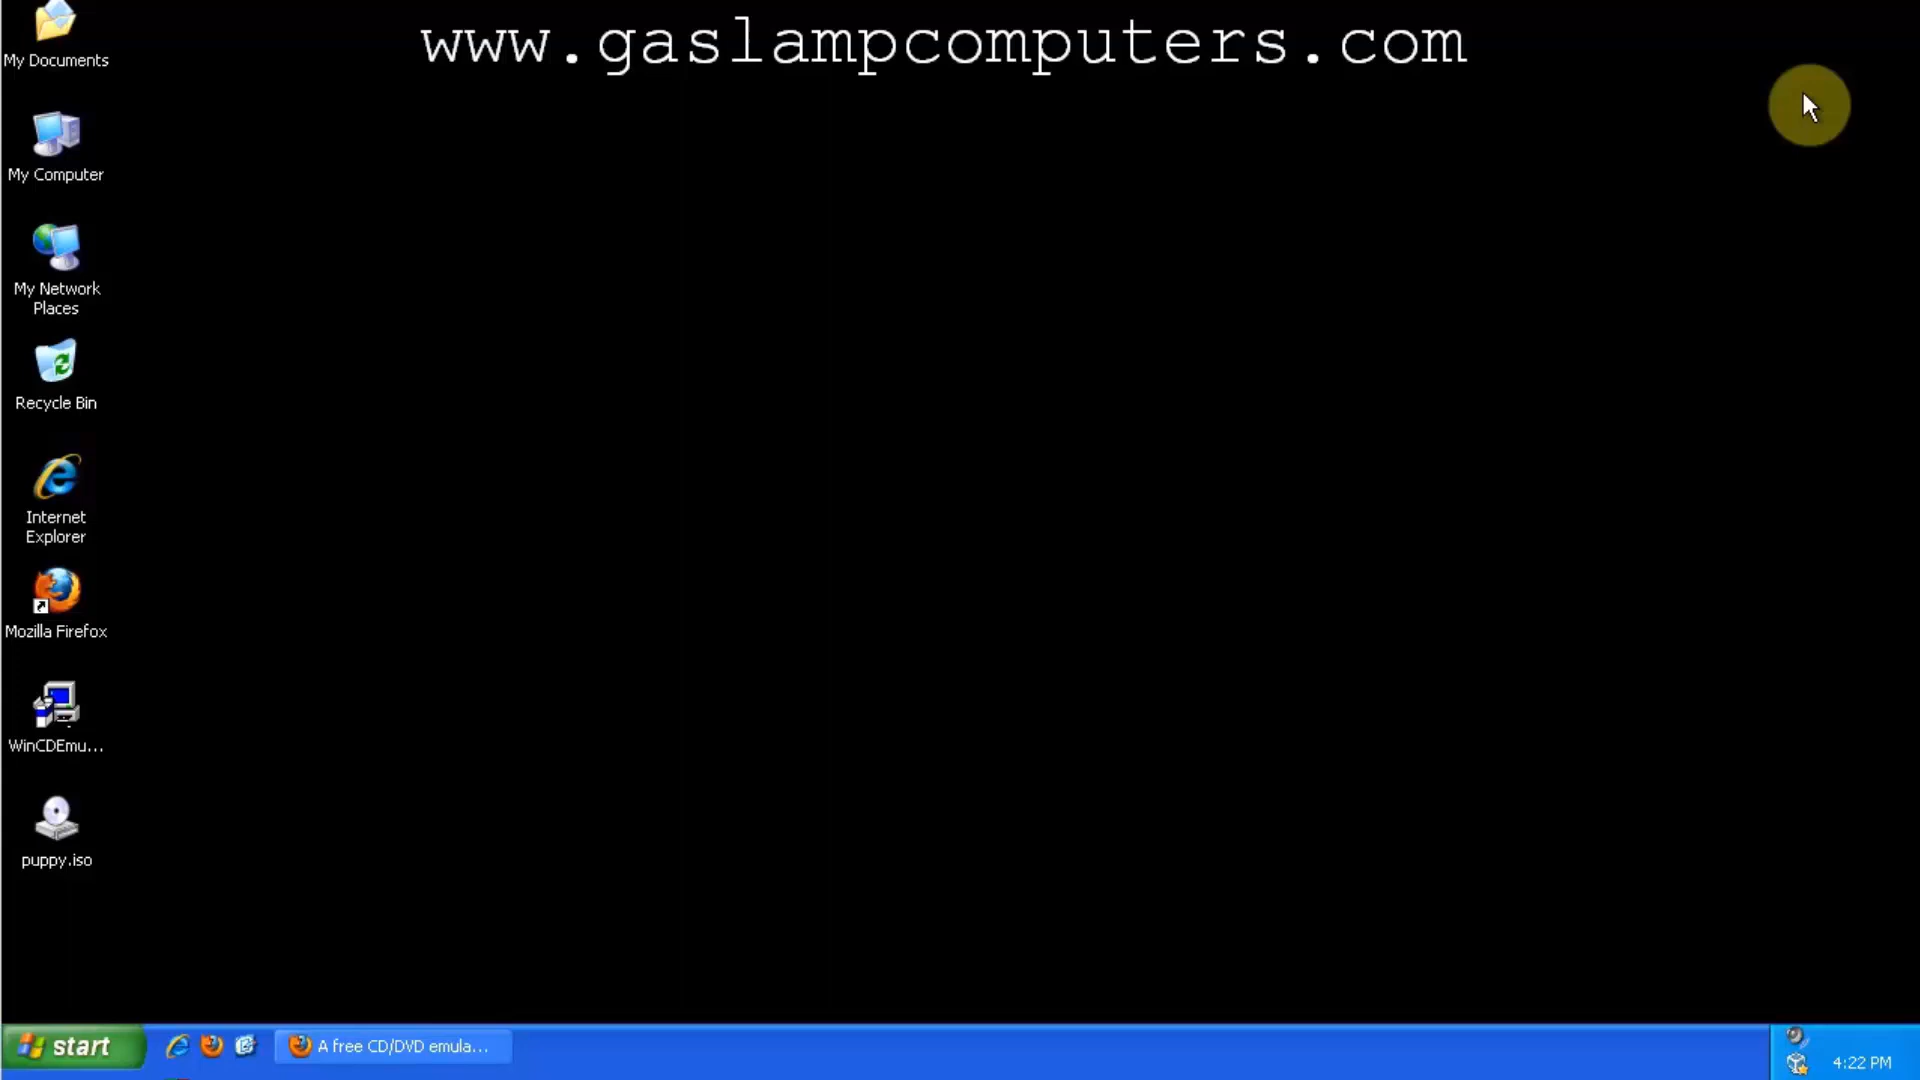 www.gaslampcomputers.com
My Documents
My Computer
My Network
Places
Recycle Bin
Internet
Explorer
Mozilla Firefox
WinCDEmu...
puppy.iso
start
A free CD/DVD emula...
4:22 PM